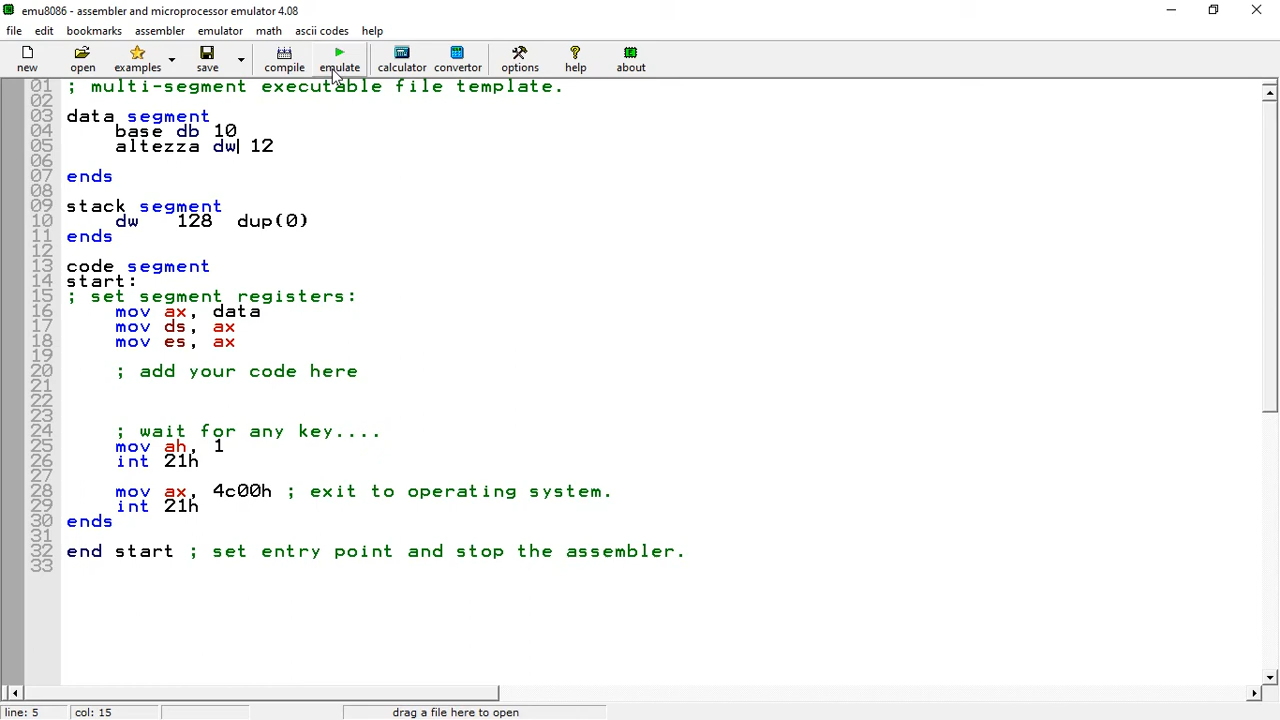 emu8086 - assembler and microprocessor emulator 4.08
file edit bookmarks assembler emulator math ascii codes help
new open examples save compile emulate calculator convertor options help about
01 ; multi-segment executable file template.
02
03 data segment
04     base db 10
05     altezza dw 12
06
07 ends
08
09 stack segment
10     dw   128  dup(0)
11 ends
12
13 code segment
14 start:
15 ; set segment registers:
16     mov ax, data
17     mov ds, ax
18     mov es, ax
19
20     ; add your code here
21
22
23
24     ; wait for any key....
25     mov ah, 1
26     int 21h
27
28     mov ax, 4c00h ; exit to operating system.
29     int 21h
30 ends
31
32 end start ; set entry point and stop the assembler.
33
line: 5 col: 15 drag a file here to open